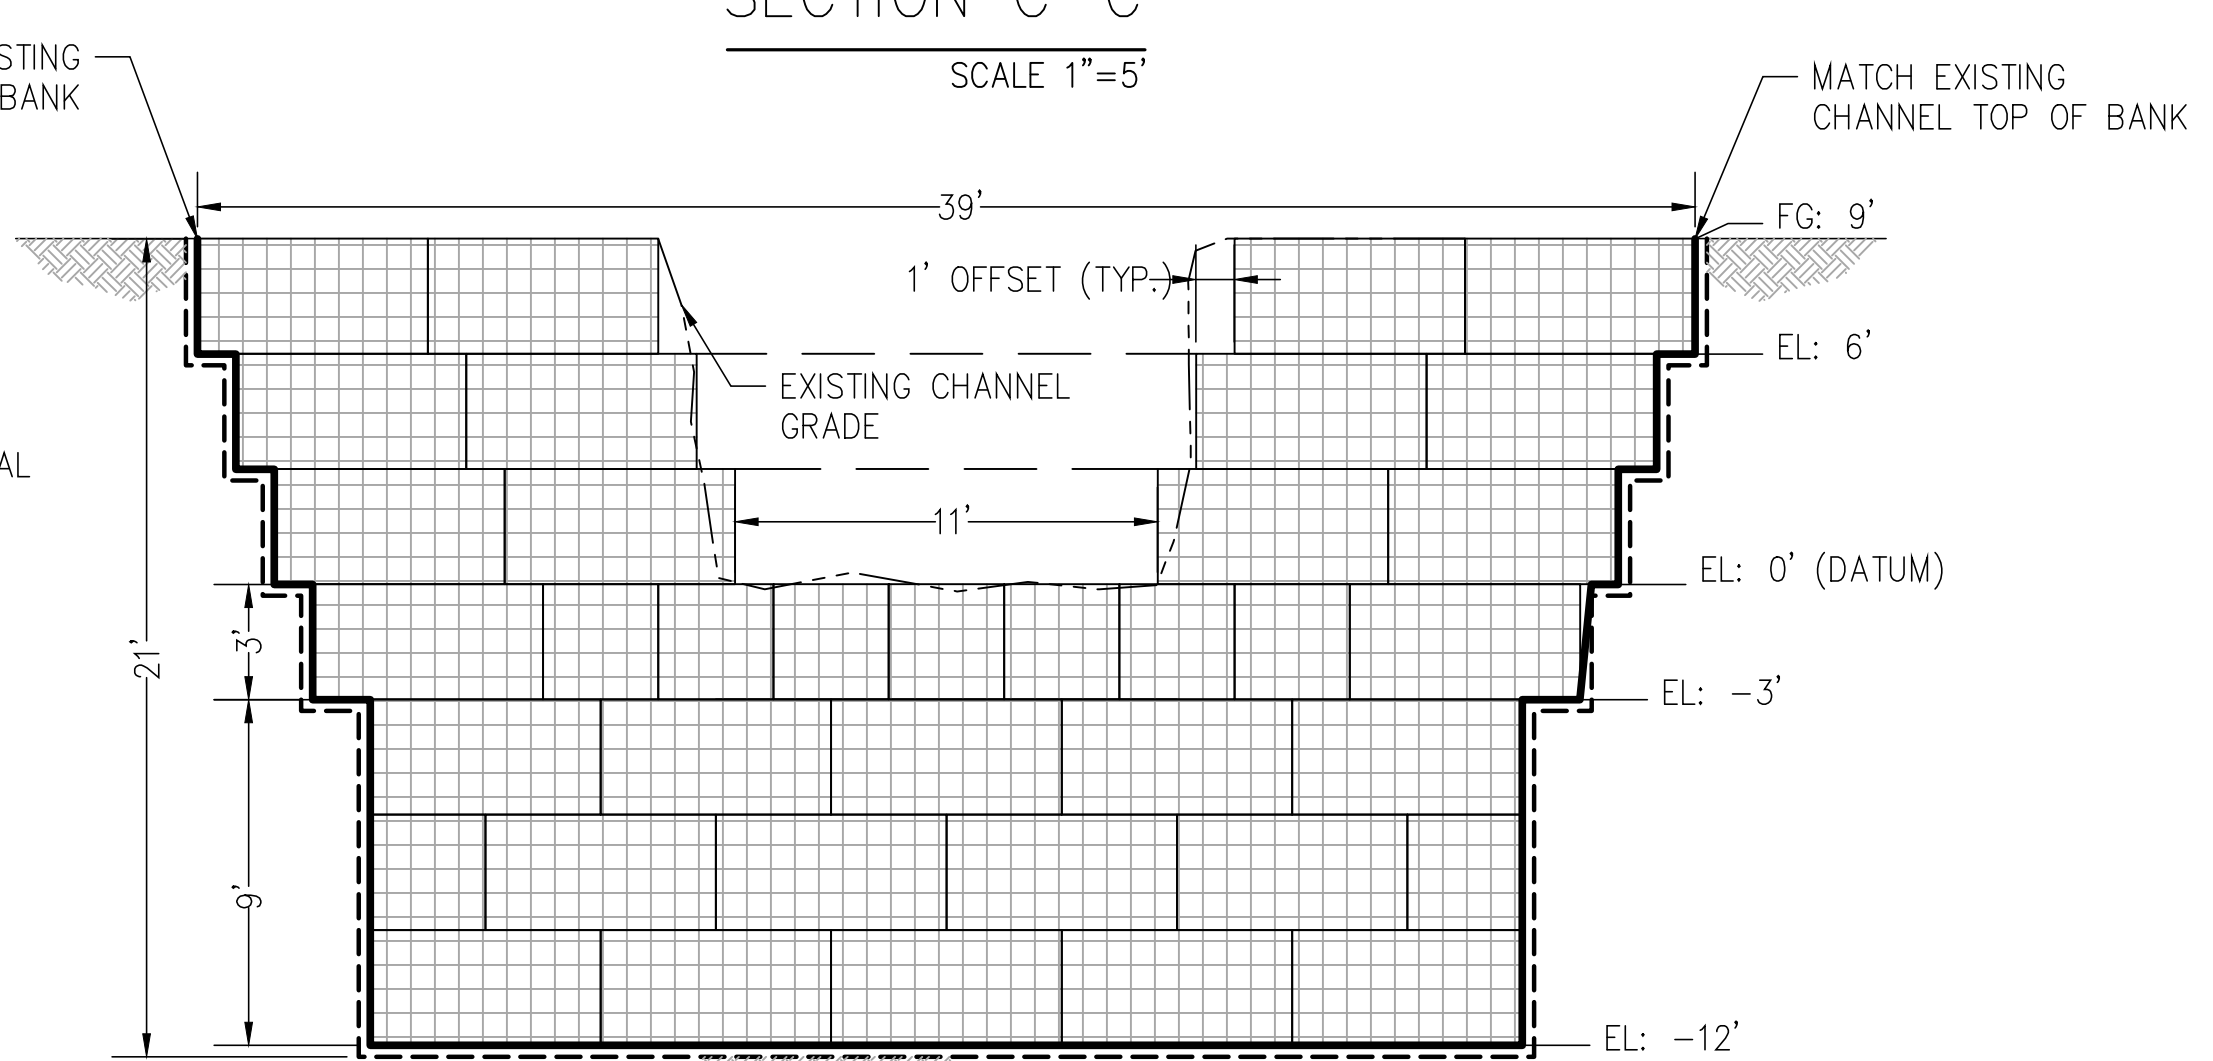 SECTION C-C
SCALE 1"=5'
STING
BANK
MATCH EXISTING
CHANNEL TOP OF BANK
39'
FG: 9'
1' OFFSET (TYP.)
EL: 6'
EXISTING CHANNEL
GRADE
AL
11'
EL: 0' (DATUM)
21'
3'
EL: -3'
9'
EL: -12'